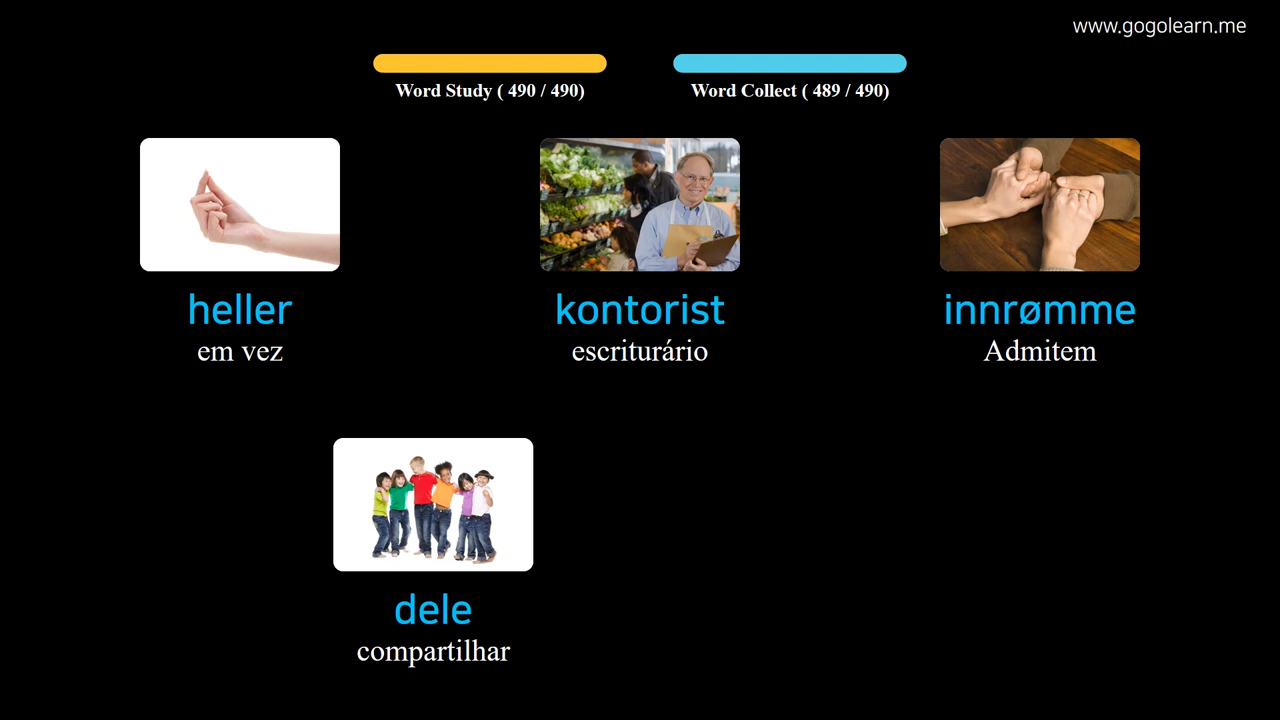 www.gogolearn.me
Word Study ( 490 / 490)
Word Collect ( 489 / 490)
heller
em vez
kontorist
escriturário
innrømme
Admitem
dele
compartilhar